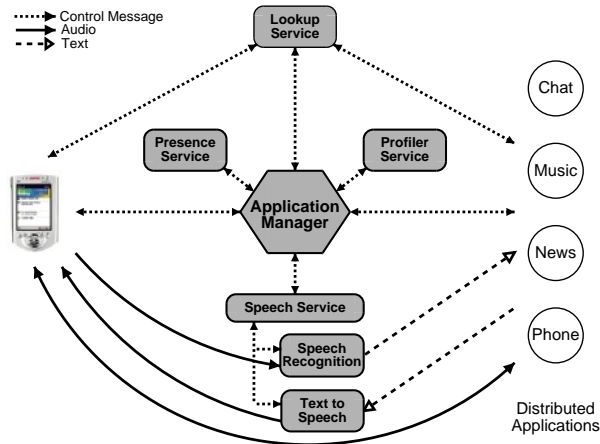 Control Message
Audio
Text
Lookup
Service
Chat
Presence
Service
Profiler
Service
Music
Application
Manager
News
Speech Service
Speech
Recognition
Phone
Text to
Speech
Distributed
Applications